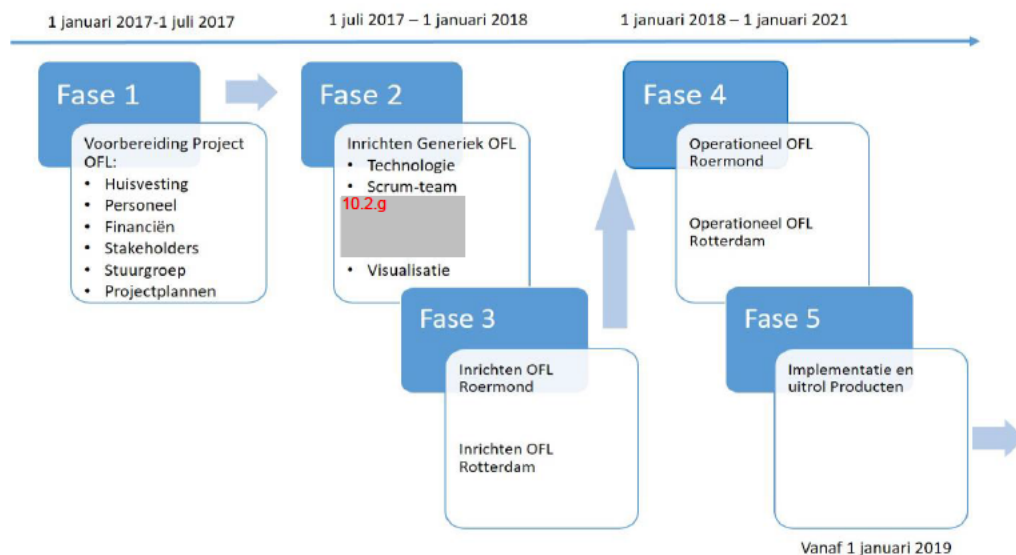 1 januari 2017-1 juli 2017
1 juli 2017 – 1 januari 2018
1 januari 2018 – 1 januari 2021
Fase 1
Voorbereiding Project
OFL:
• Huisvesting
• Personeel
• Financiën
• Stakeholders
• Stuurgroep
• Projectplannen
Fase 2
Inrichten Generiek OFL
• Technologie
• Scrum-team
10.2.g
• Visualisatie
Fase 3
Inrichten OFL
Roermond
Inrichten OFL
Rotterdam
Fase 4
Operationeel OFL
Roermond
Operationeel OFL
Rotterdam
Fase 5
Implementatie en
uitrol Producten
Vanaf 1 januari 2019